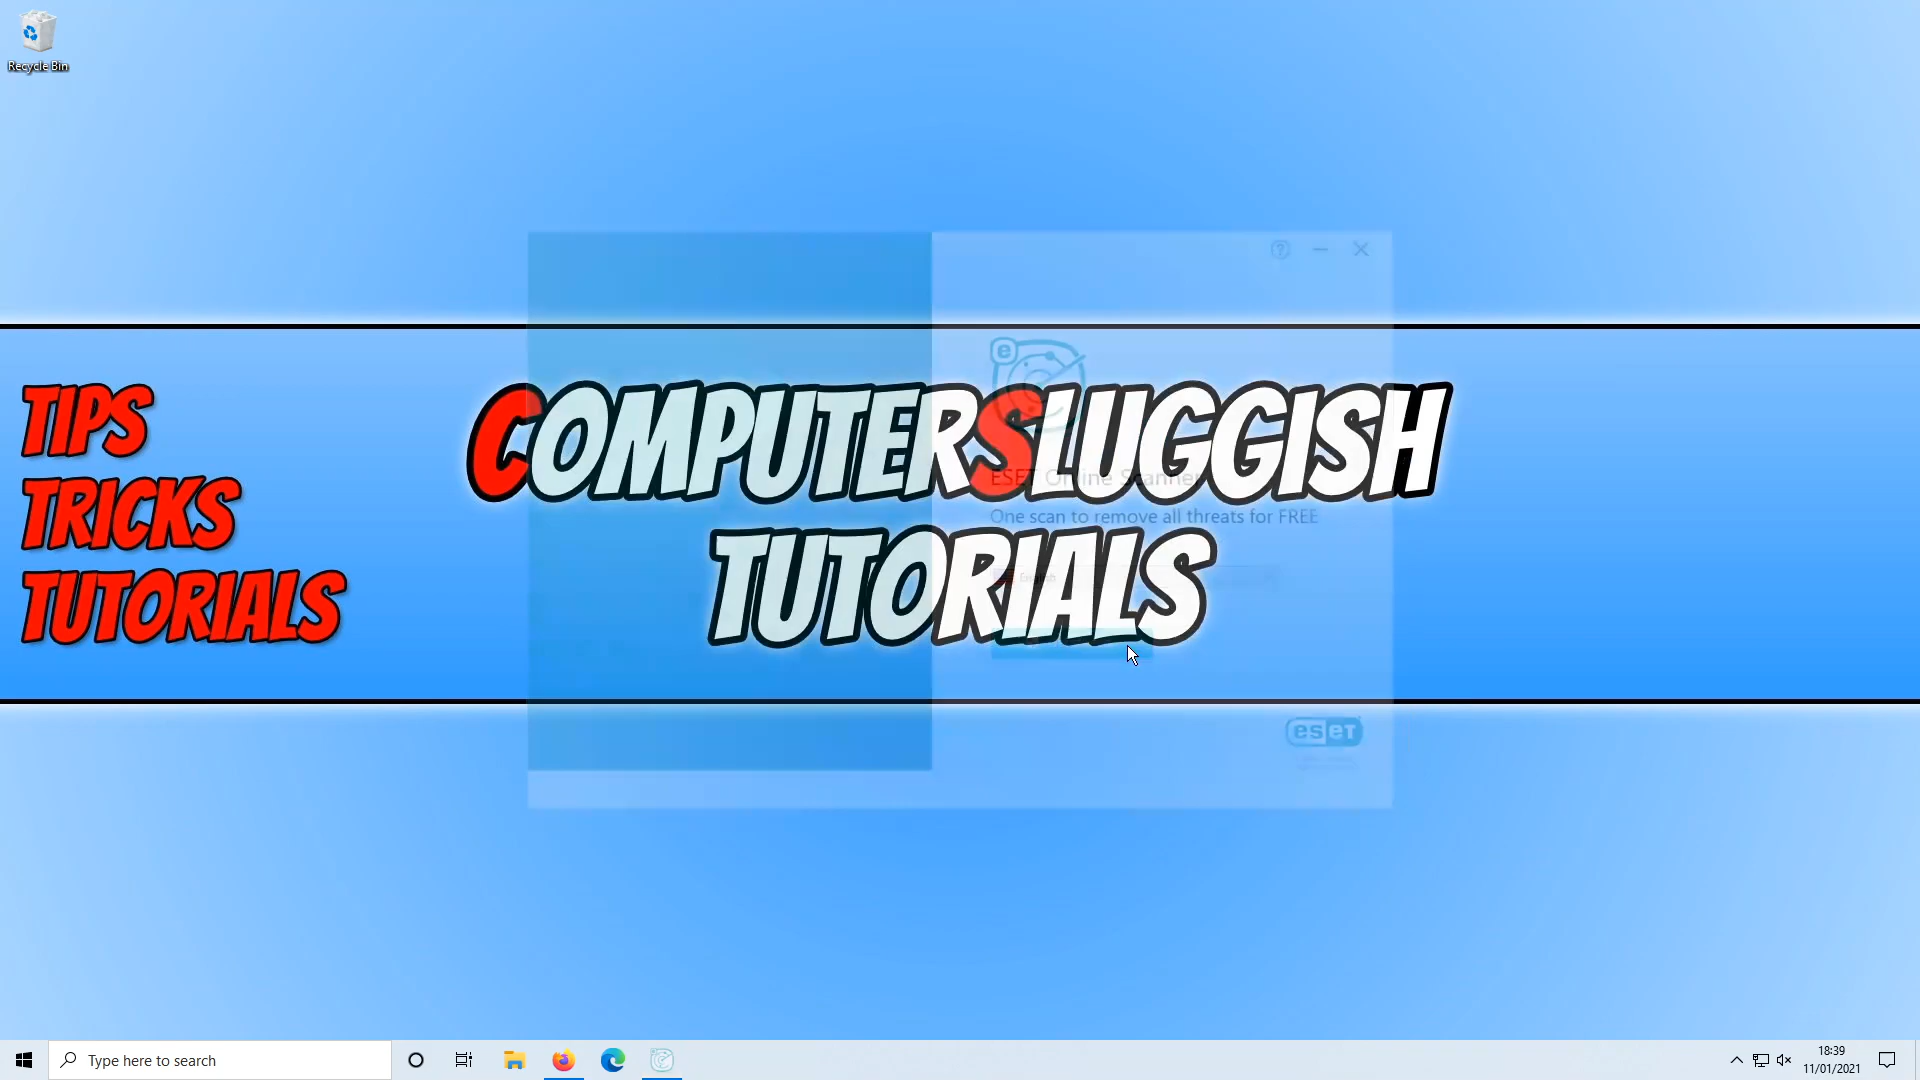 Recycle Bin
TIPS
TRICKS
TUTORIALS
COMPUTERSLUGGISH
TUTORIALS
ESET Online Scanner
One scan to remove all threats for FREE
English
eset
Type here to search
18:39
11/01/2021